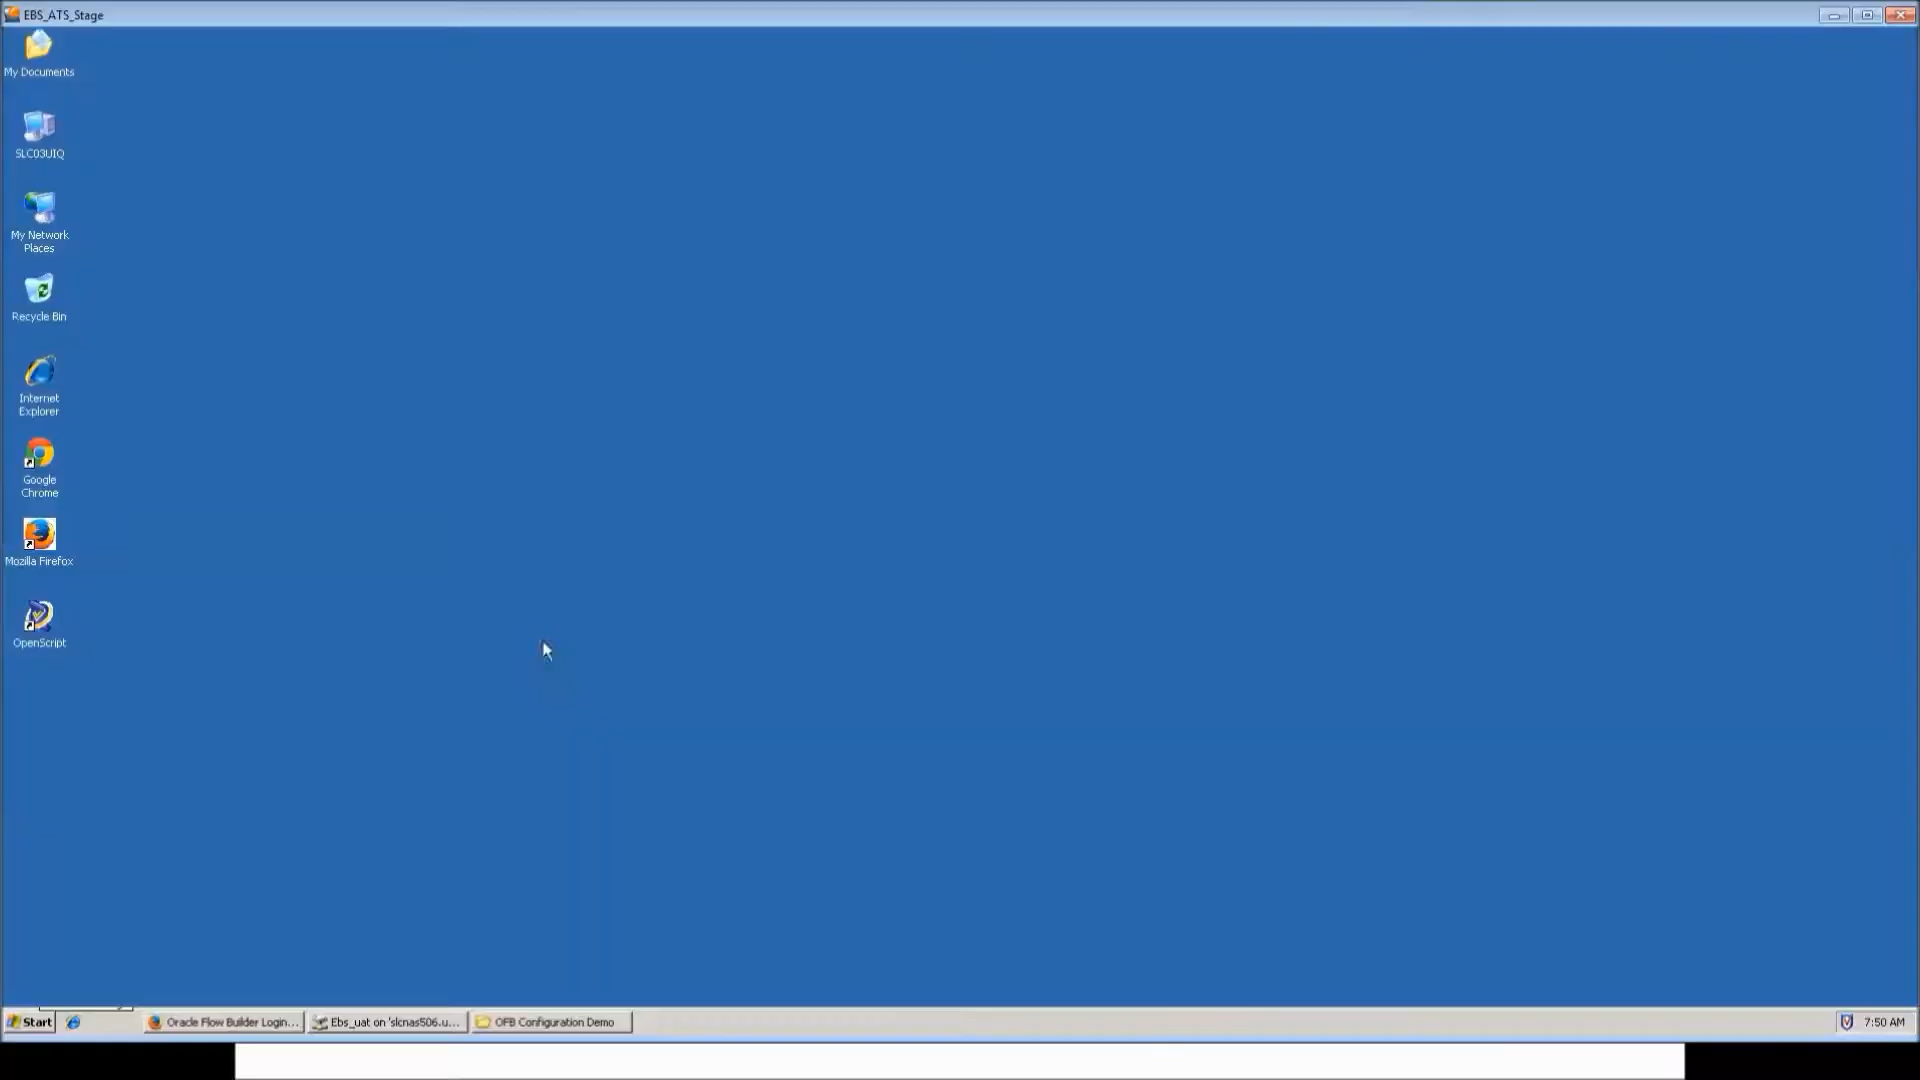 EBS_ATS_Stage
My Documents
SLC03UIQ
My Network
Places
Recycle Bin
Internet
Explorer
Google
Chrome
Mozilla Firefox
OpenScript
Start
Oracle Flow Builder Login...
Ebs_uat on 'slcnas506.u...
OFB Configuration Demo
7:50 AM